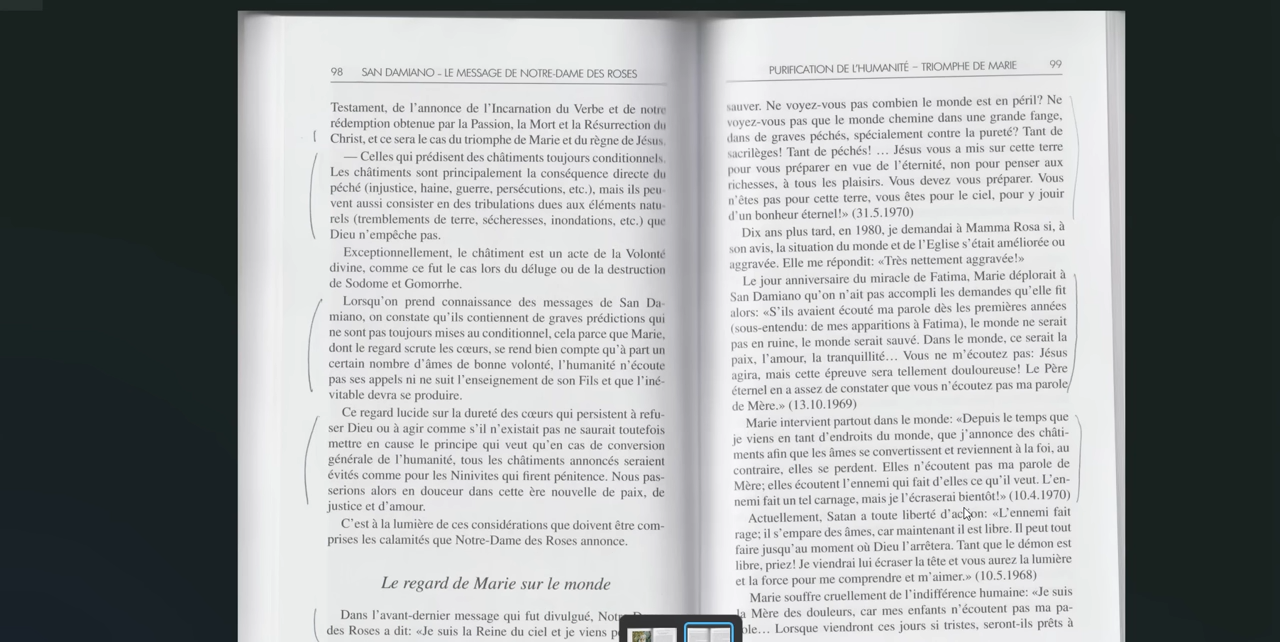 98 SAN DAMIANO - LE MESSAGE DE NOTRE-DAME DES ROSES
Testament, de l'annonce de l'Incarnation du Verbe et de notre
rédemption obtenue par la Passion, la Mort et la Résurrection du
Christ, et ce sera le cas du triomphe de Marie et du règne de Jésus.
— Celles qui prédisent des châtiments toujours conditionnels.
Les châtiments sont principalement la conséquence directe du
péché (injustice, haine, guerre, persécutions, etc.), mais ils peu-
vent aussi consister en des tribulations dues aux éléments natu-
rels (tremblements de terre, sécheresses, inondations, etc.) que
Dieu n'empêche pas.
Exceptionnellement, le châtiment est un acte de la Volonté
divine, comme ce fut le cas lors du déluge ou de la destruction
de Sodome et Gomorrhe.
Lorsqu'on prend connaissance des messages de San Da-
miano, on constate qu'ils contiennent de graves prédictions qui
ne sont pas toujours mises au conditionnel, cela parce que Marie,
dont le regard scrute les cœurs, se rend bien compte qu'à part un
certain nombre d'âmes de bonne volonté, l'humanité n'écoute
pas ses appels ni ne suit l'enseignement de son Fils et que l'iné-
vitable devra se produire.
Ce regard lucide sur la dureté des cœurs qui persistent à refu-
ser Dieu ou à agir comme s'il n'existait pas ne saurait toutefois
mettre en cause le principe qui veut qu'en cas de conversion
générale de l'humanité, tous les châtiments annoncés seraient
évités comme pour les Ninivites qui firent pénitence. Nous pas-
serions alors en douceur dans cette ère nouvelle de paix, de
justice et d'amour.
C'est à la lumière de ces considérations que doivent être com-
prises les calamités que Notre-Dame des Roses annonce.
Le regard de Marie sur le monde
Dans l'avant-dernier message qui fut divulgué,
des Roses a dit: «Je suis la Reine du ciel et je viens
PURIFICATION DE L'HUMANITÉ – TRIOMPHE DE MARIE 99
sauver. Ne voyez-vous pas combien le monde est en péril? Ne
voyez-vous pas que le monde chemine dans une grande fange,
dans de graves péchés, spécialement contre la pureté? Tant de
sacrilèges! Tant de péchés! … Jésus vous a mis sur cette terre
pour vous préparer en vue de l'éternité, non pour penser aux
richesses, à tous les plaisirs. Vous devez vous préparer. Vous
n'êtes pas pour cette terre, vous êtes pour le ciel, pour y jouir
d'un bonheur éternel!» (31.5.1970)
Dix ans plus tard, en 1980, je demandai à Mamma Rosa si, à
son avis, la situation du monde et de l'Eglise s'était améliorée ou
aggravée. Elle me répondit: «Très nettement aggravée!»
Le jour anniversaire du miracle de Fatima, Marie déplorait à
San Damiano qu'on n'ait pas accompli les demandes qu'elle fit
alors: «S'ils avaient écouté ma parole dès les premières années
(sous-entendu: de mes apparitions à Fatima), le monde ne serait
pas en ruine, le monde serait sauvé. Dans le monde, ce serait la
paix, l'amour, la tranquillité… Vous ne m'écoutez pas: Jésus
agira, mais cette épreuve sera tellement douloureuse! Le Père
éternel en a assez de constater que vous n'écoutez pas ma parole
de Mère.» (13.10.1969)
Marie intervient partout dans le monde: «Depuis le temps que
je viens en tant d'endroits du monde, que j'annonce des châti-
ments afin que les âmes se convertissent et reviennent à la foi, au
contraire, elles se perdent. Elles n'écoutent pas ma parole de
Mère; elles écoutent l'ennemi qui fait d'elles ce qu'il veut. L'en-
nemi fait un tel carnage, mais je l'écraserai bientôt!» (10.4.1970)
Actuellement, Satan a toute liberté d'action: «L'ennemi fait
rage; il s'empare des âmes, car maintenant il est libre. Il peut tout
faire jusqu'au moment où Dieu l'arrêtera. Tant que le démon est
libre, priez! Je viendrai lui écraser la tête et vous aurez la lumière
et la force pour me comprendre et m'aimer.» (10.5.1968)
Marie souffre cruellement de l'indifférence humaine: «Je suis
la Mère des douleurs, car mes enfants n'écoutent pas ma pa-
role… Lorsque viendront ces jours si tristes, seront-ils prêts à